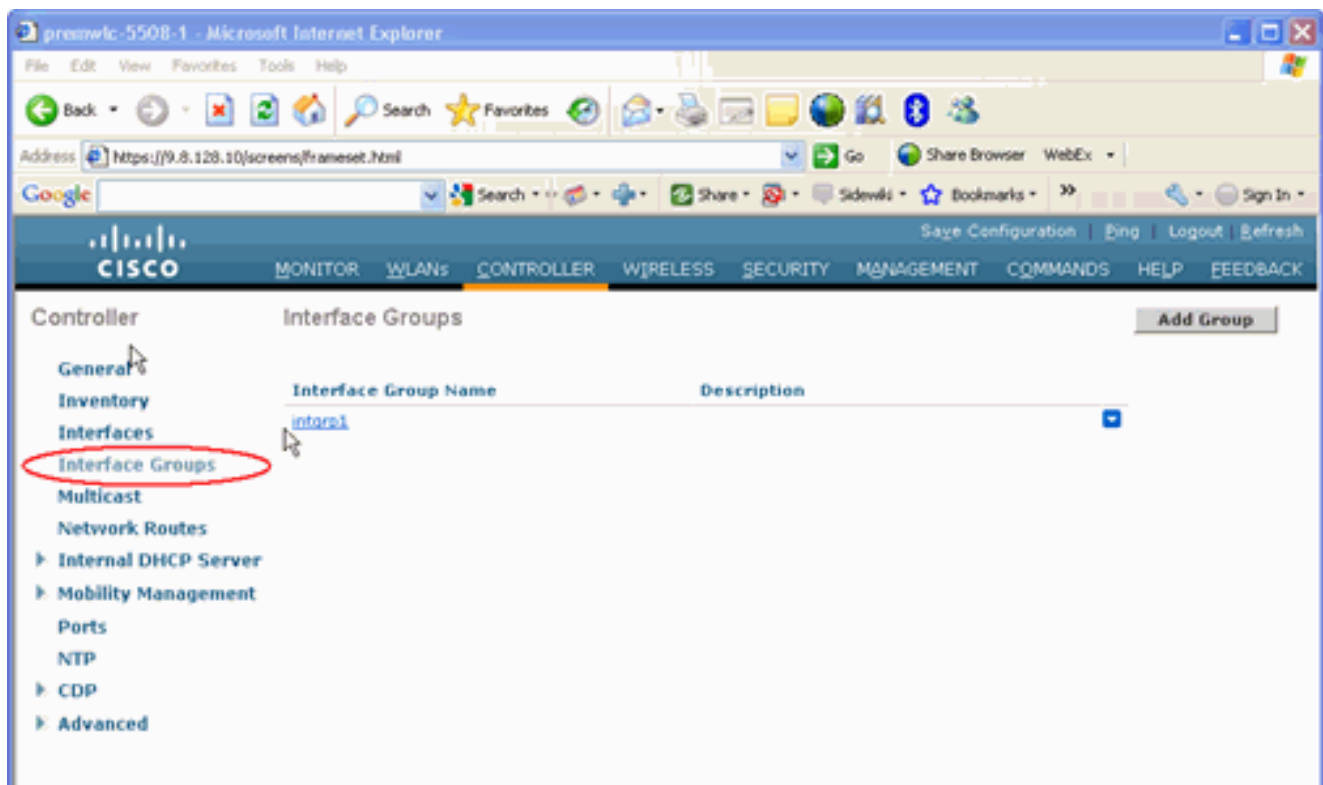 premwlc-5508-1 - Microsoft Internet Explorer
File Edit View Favorites Tools Help
Back Search Favorites
Address https://9.8.128.10/screens/frameset.html Go Share Browser WebEx
Google Search Share Sidewiki Bookmarks » Sign In
Save Configuration | Ping | Logout | Refresh
CISCO MONITOR WLANs CONTROLLER WIRELESS SECURITY MANAGEMENT COMMANDS HELP FEEDBACK
Controller Interface Groups Add Group
General
Inventory
Interfaces
Interface Groups
Multicast
Network Routes
Internal DHCP Server
Mobility Management
Ports
NTP
CDP
Advanced
Interface Group Name Description
intgrp1